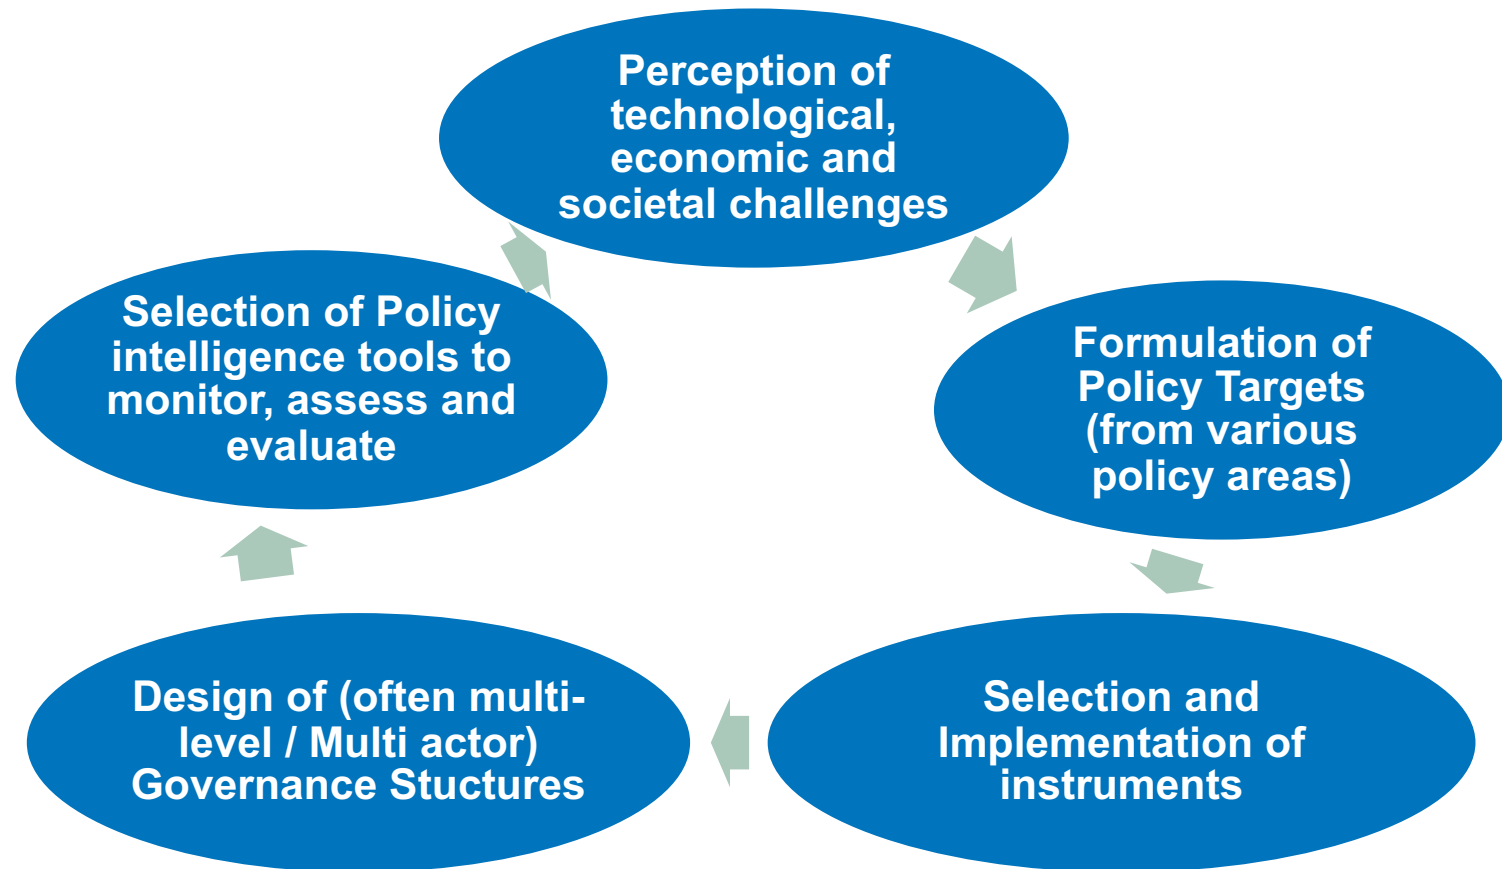 Perception of
technological,
economic and
societal challenges
Formulation of
Policy Targets
(from various
policy areas)
Selection and
Implementation of
instruments
Design of (often multi-
level / Multi actor)
Governance Stuctures
Selection of Policy
intelligence tools to
monitor, assess and
evaluate